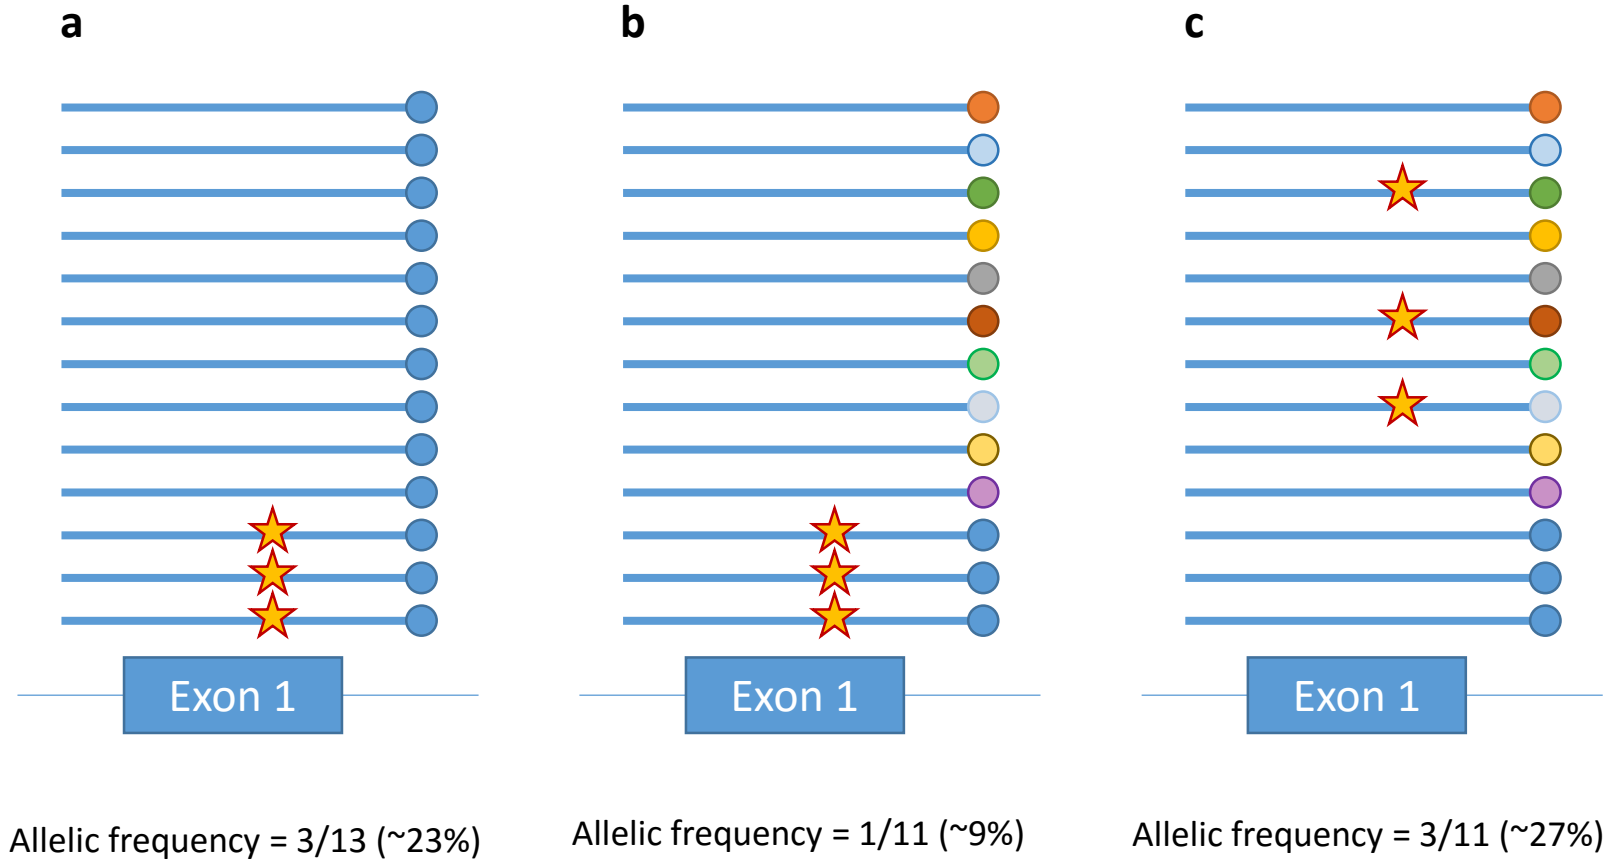 a
b
c
Exon 1
Exon 1
Exon 1
Allelic frequency = 3/13 (~23%)
Allelic frequency = 1/11 (~9%)
Allelic frequency = 3/11 (~27%)